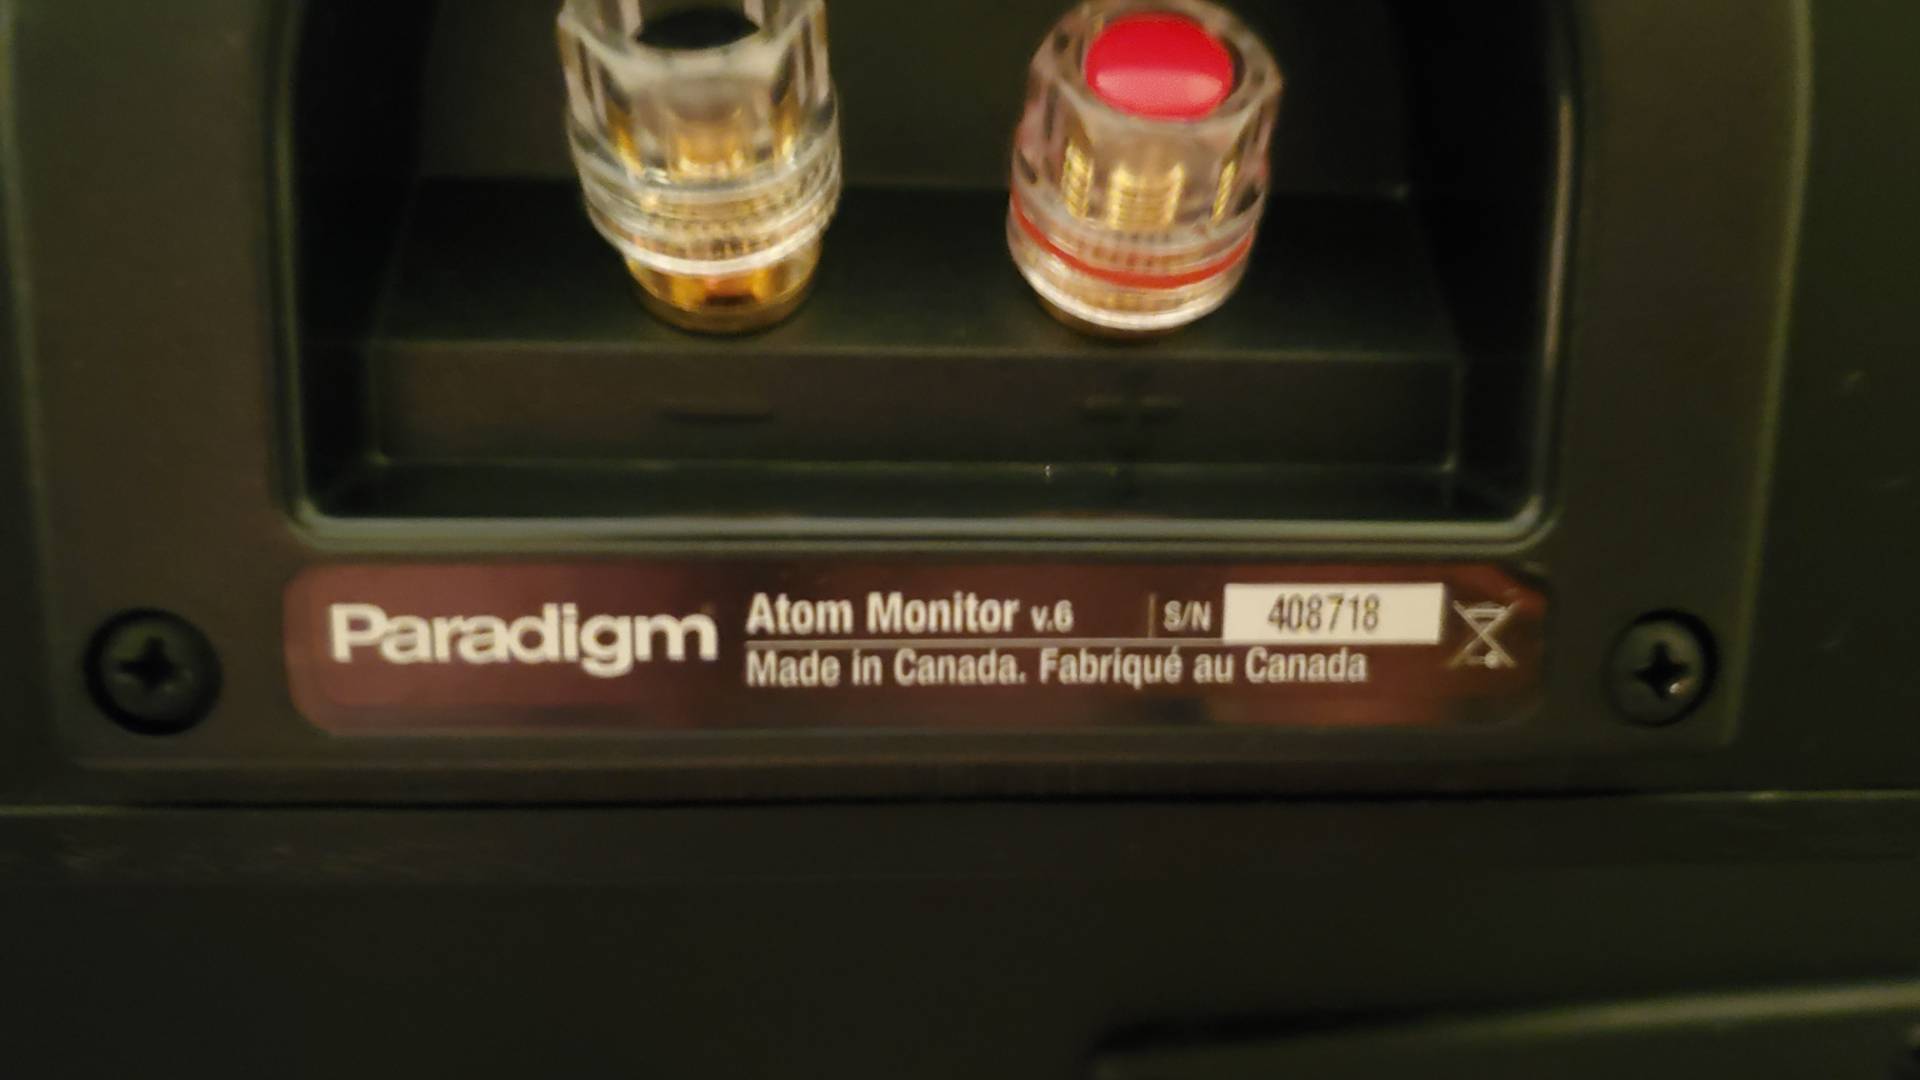 Paradigm
Atom Monitor v.6 | S/N 408718
Made in Canada. Fabriqué au Canada